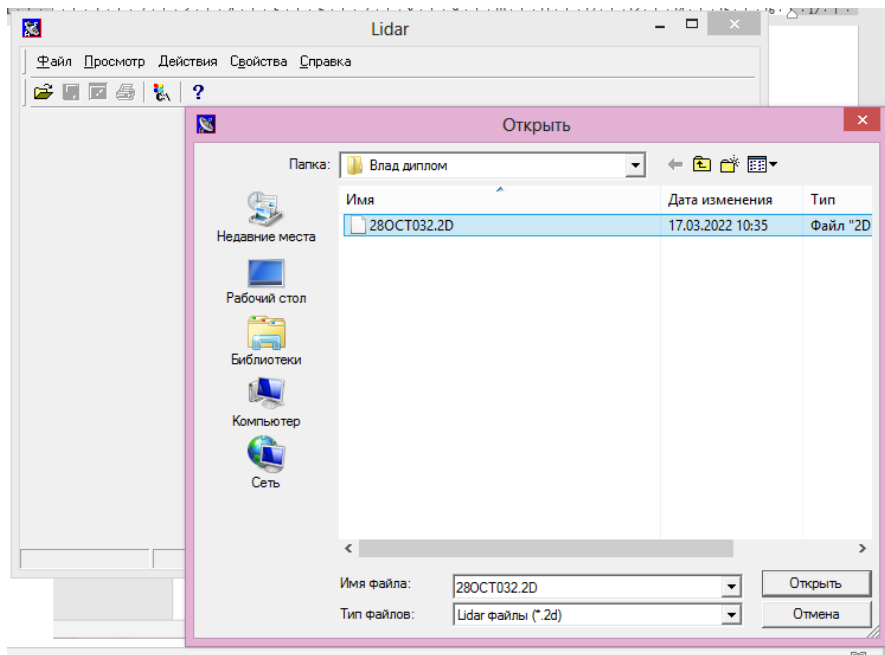 Lidar
Файл Просмотр Действия Свойства Справка
?
Открыть
Папка: Влад диплом
Имя Дата изменения Тип
28OCT032.2D 17.03.2022 10:35 Файл "2D
Недавние места
Рабочий стол
Библиотеки
Компьютер
Сеть
Имя файла: 28OCT032.2D Открыть
Тип файлов: Lidar файлы (*.2d) Отмена